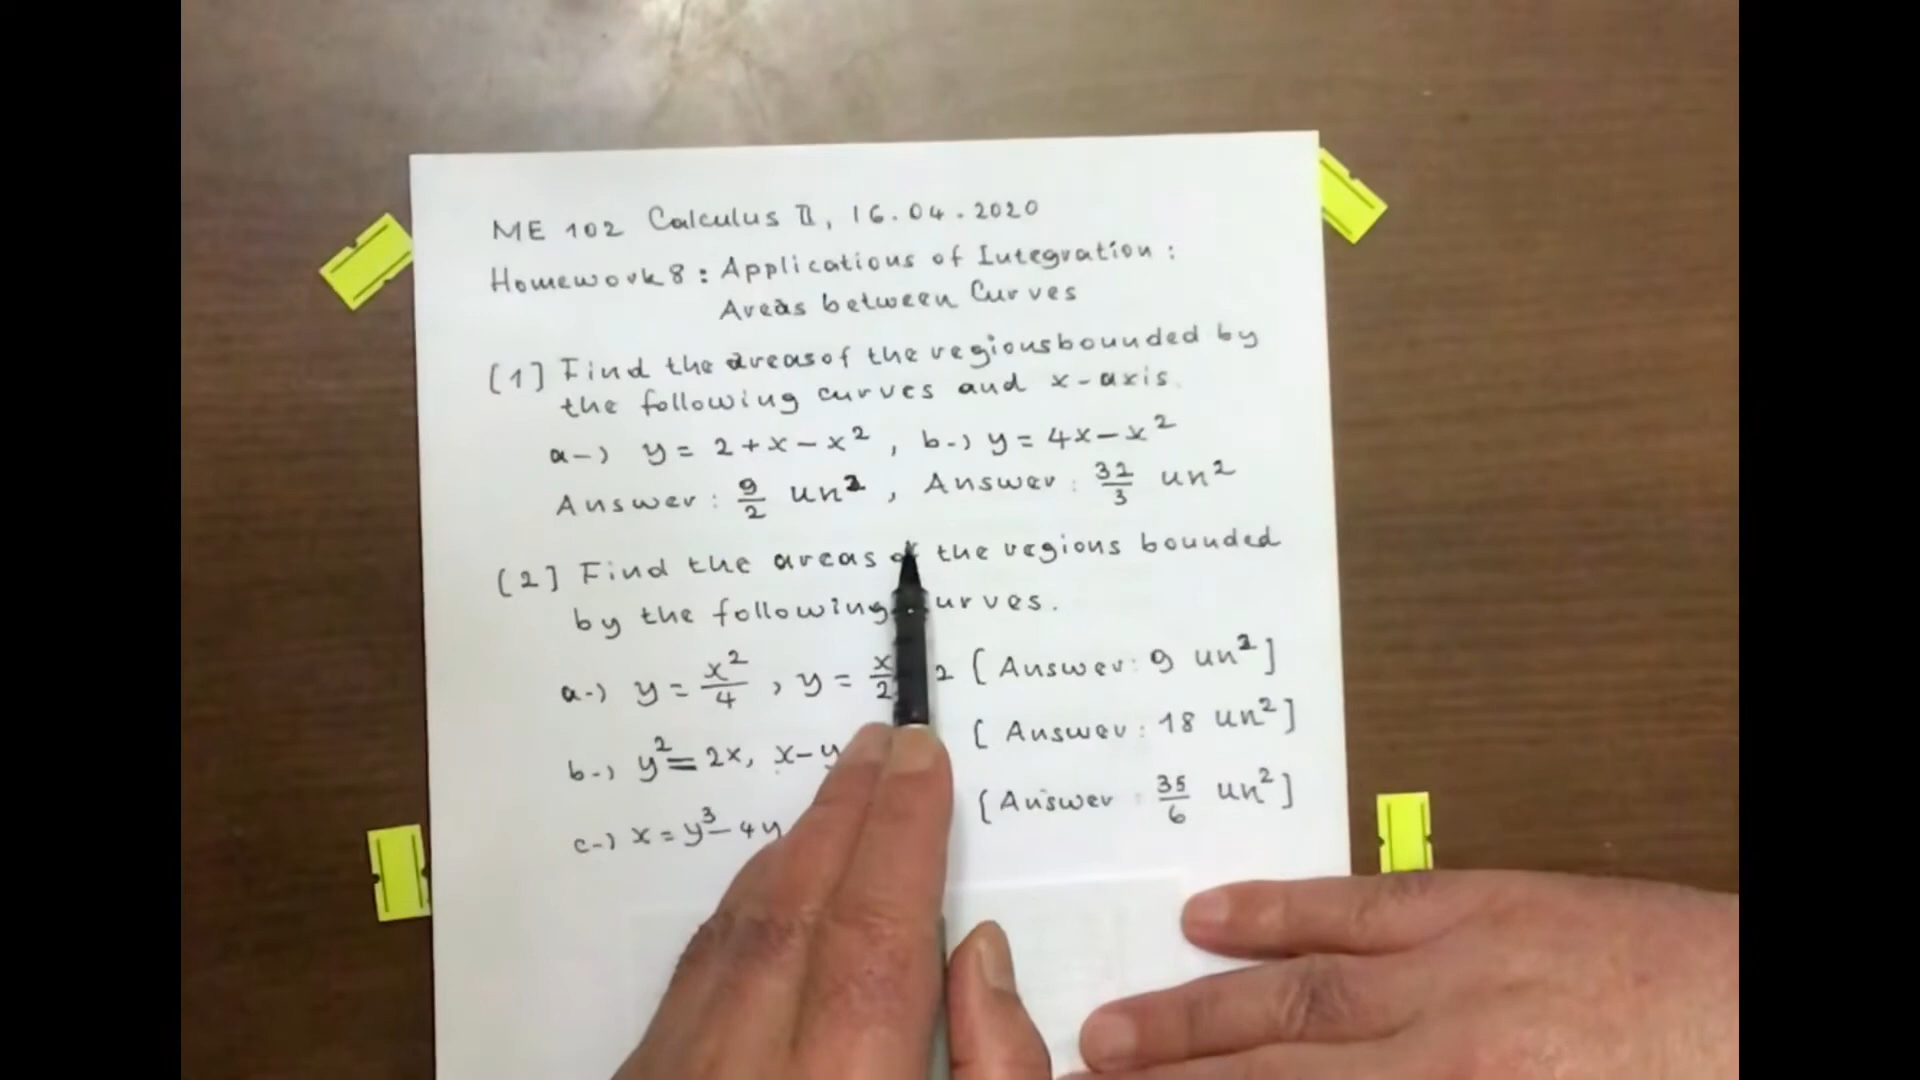 ME 102 Calculus II, 16.04.2020
Homework 8: Applications of Integration:
Areas between Curves
[1] Find the areas of the regions bounded by
the following curves and x-axis.
a-) y = 2+x-x², b-) y = 4x-x²
Answer: 9/2 un², Answer: 32/3 un²
[2] Find the areas the regions bounded
by the following urves.
a-) y = x²/4, y = x/2 2 [Answer: 9 un²]
b-) y² = 2x, x-y [Answer: 18 un²]
c-) x = y³-4y [Answer: 35/6 un²]